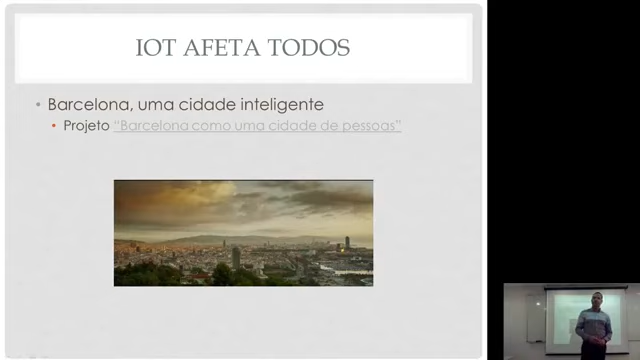 IOT AFETA TODOS
• Barcelona, uma cidade inteligente
• Projeto “Barcelona como uma cidade de pessoas”